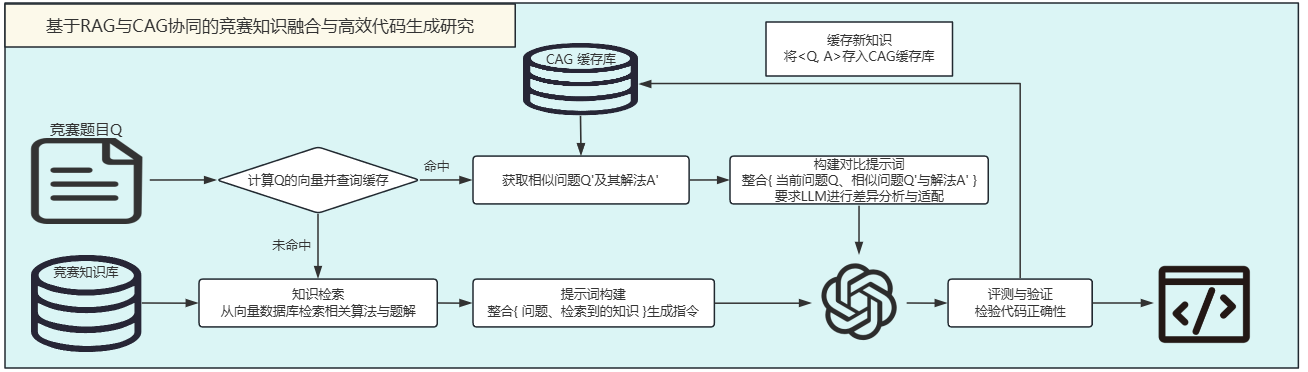 基于RAG与CAG协同的竞赛知识融合与高效代码生成研究
缓存新知识
将<Q, A>存入CAG缓存库
CAG 缓存库
竞赛题目Q
计算Q的向量并查询缓存
命中
获取相似问题Q'及其解法A'
构建对比提示词
整合{ 当前问题Q、相似问题Q'与解法A' }
要求LLM进行差异分析与适配
未命中
竞赛知识库
知识检索
从向量数据库检索相关算法与题解
提示词构建
整合{ 问题、检索到的知识 }生成指令
评测与验证
检验代码正确性